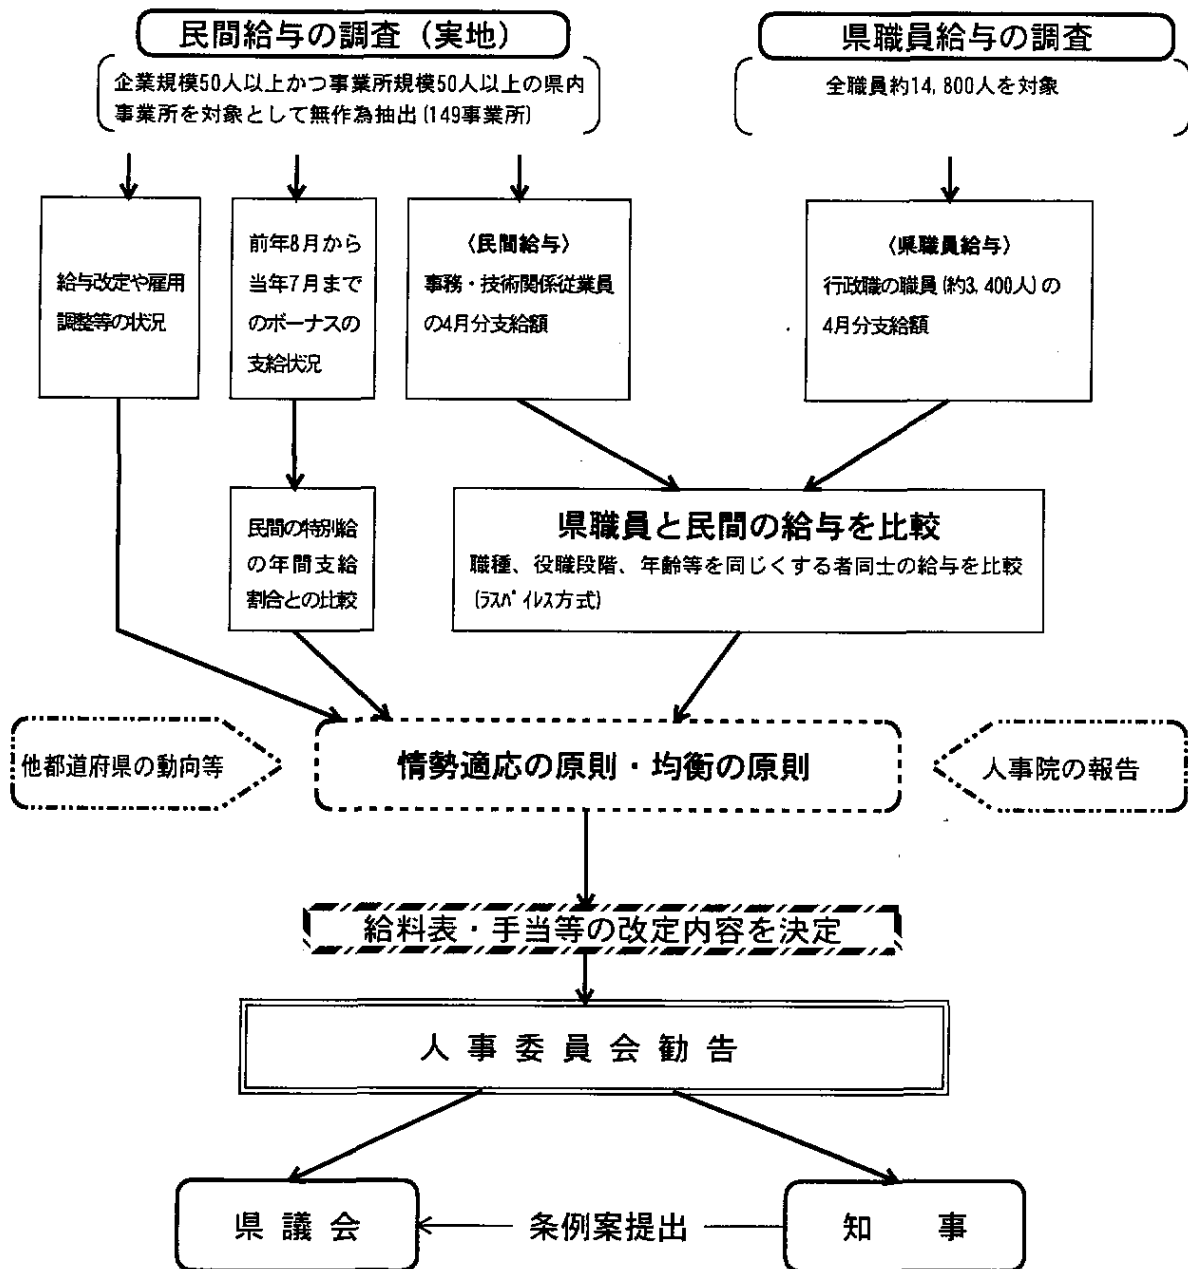 民間給与の調査（実地）
企業規模50人以上かつ事業所規模50人以上の県内
事業所を対象として無作為抽出(149事業所)
県職員給与の調査
全職員約14,800人を対象
給与改定や雇用
調整等の状況
前年8月から
当年7月まで
のボーナスの
支給状況
〈民間給与〉
事務・技術関係従業員
の4月分支給額
〈県職員給与〉
行政職の職員(約3,400人)の
4月分支給額
民間の特別給
の年間支給
割合との比較
県職員と民間の給与を比較
職種、役職段階、年齢等を同じくする者同士の給与を比較
(ﾗｽﾊﾟｲﾚｽ方式)
他都道府県の動向等
情勢適応の原則・均衡の原則
人事院の報告
給料表・手当等の改定内容を決定
人事委員会勧告
県議会
条例案提出
知　事